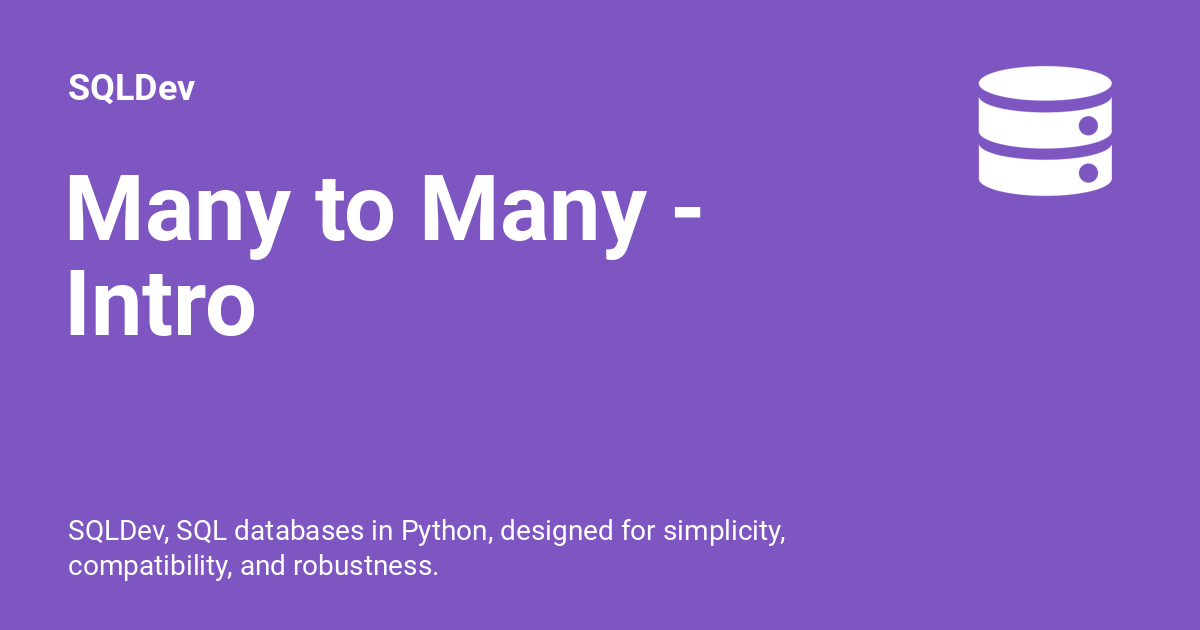 SQLDev
Many to Many -
Intro
SQLDev, SQL databases in Python, designed for simplicity,
compatibility, and robustness.